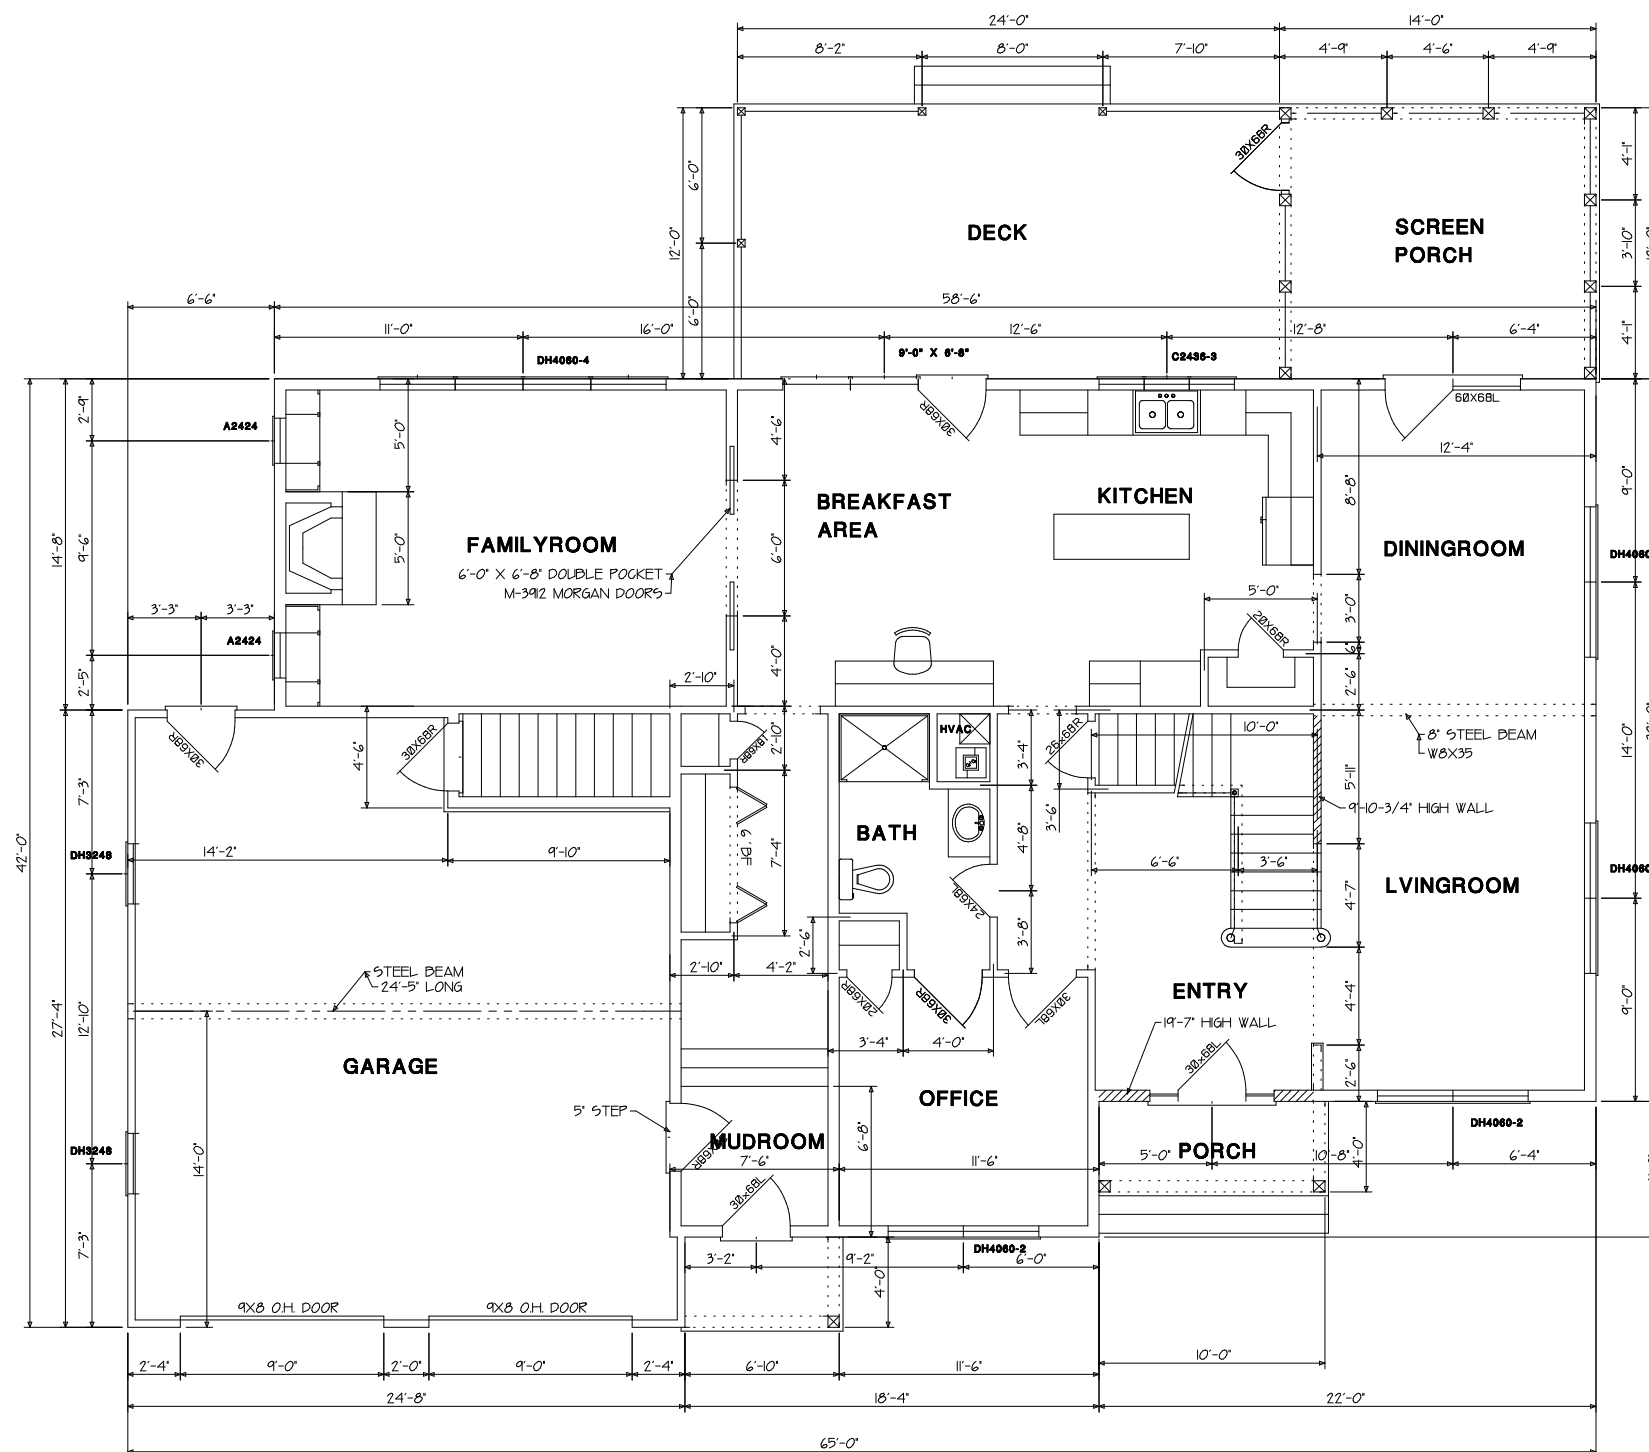 24'-0"
14'-0"
8'-2"
8'-0"
7'-10"
4'-9"
4'-6"
4'-9"
30X68R
6'-0"
12'-0"
6'-0"
DECK
SCREEN
PORCH
4'-1"
3'-10"
4'-1"
6'-6"
58'-6"
11'-0"
16'-0"
12'-6"
12'-8"
6'-4"
DH4060-4
9'-0" X 6'-8"
C2436-3
2'-9"
A2424
5'-0"
4'-6"
30X68R
60X68L
12'-4"
9'-0"
8'-8"
BREAKFAST
AREA
KITCHEN
FAMILYROOM
6'-0" X 6'-8" DOUBLE POCKET
M-3912 MORGAN DOORS
14'-8"
9'-6"
5'-0"
6'-0"
DININGROOM
DH4060
3'-3"
3'-3"
5'-0"
3'-0"
20X68R
6"
A2424
2'-5"
2'-10"
4'-0"
2'-6"
30X68R
4'-6"
30X68R
2'-10"
18X68R
HVAC
3'-4"
26x68R
10'-0"
8" STEEL BEAM
W8X35
14'-0"
7'-3"
5'-11"
9'-10-3/4" HIGH WALL
3'-6"
BATH
42'-0"
DH3248
14'-2"
9'-10"
6' BF
7'-4"
4'-8"
6'-6"
3'-6"
DH4060
LVINGROOM
24X68L
4'-7"
3'-8"
2'-6"
2'-10"
4'-2"
STEEL BEAM
24'-5" LONG
20X68R
30X68R
30X68L
ENTRY
4'-4"
9'-0"
27'-4"
12'-10"
19'-7" HIGH WALL
3'-4"
4'-0"
30x68L
2'-6"
GARAGE
OFFICE
5" STEP
MUDROOM
6'-8"
DH4060-2
DH3248
14'-0"
7'-6"
11'-6"
5'-0"
PORCH
10'-8"
4'-0"
6'-4"
30x68L
7'-3"
3'-2"
9'-2"
DH4060-2
6'-0"
4'-0"
9X8 O.H. DOOR
9X8 O.H. DOOR
2'-4"
9'-0"
2'-0"
9'-0"
2'-4"
6'-10"
11'-6"
10'-0"
24'-8"
18'-4"
22'-0"
65'-0"